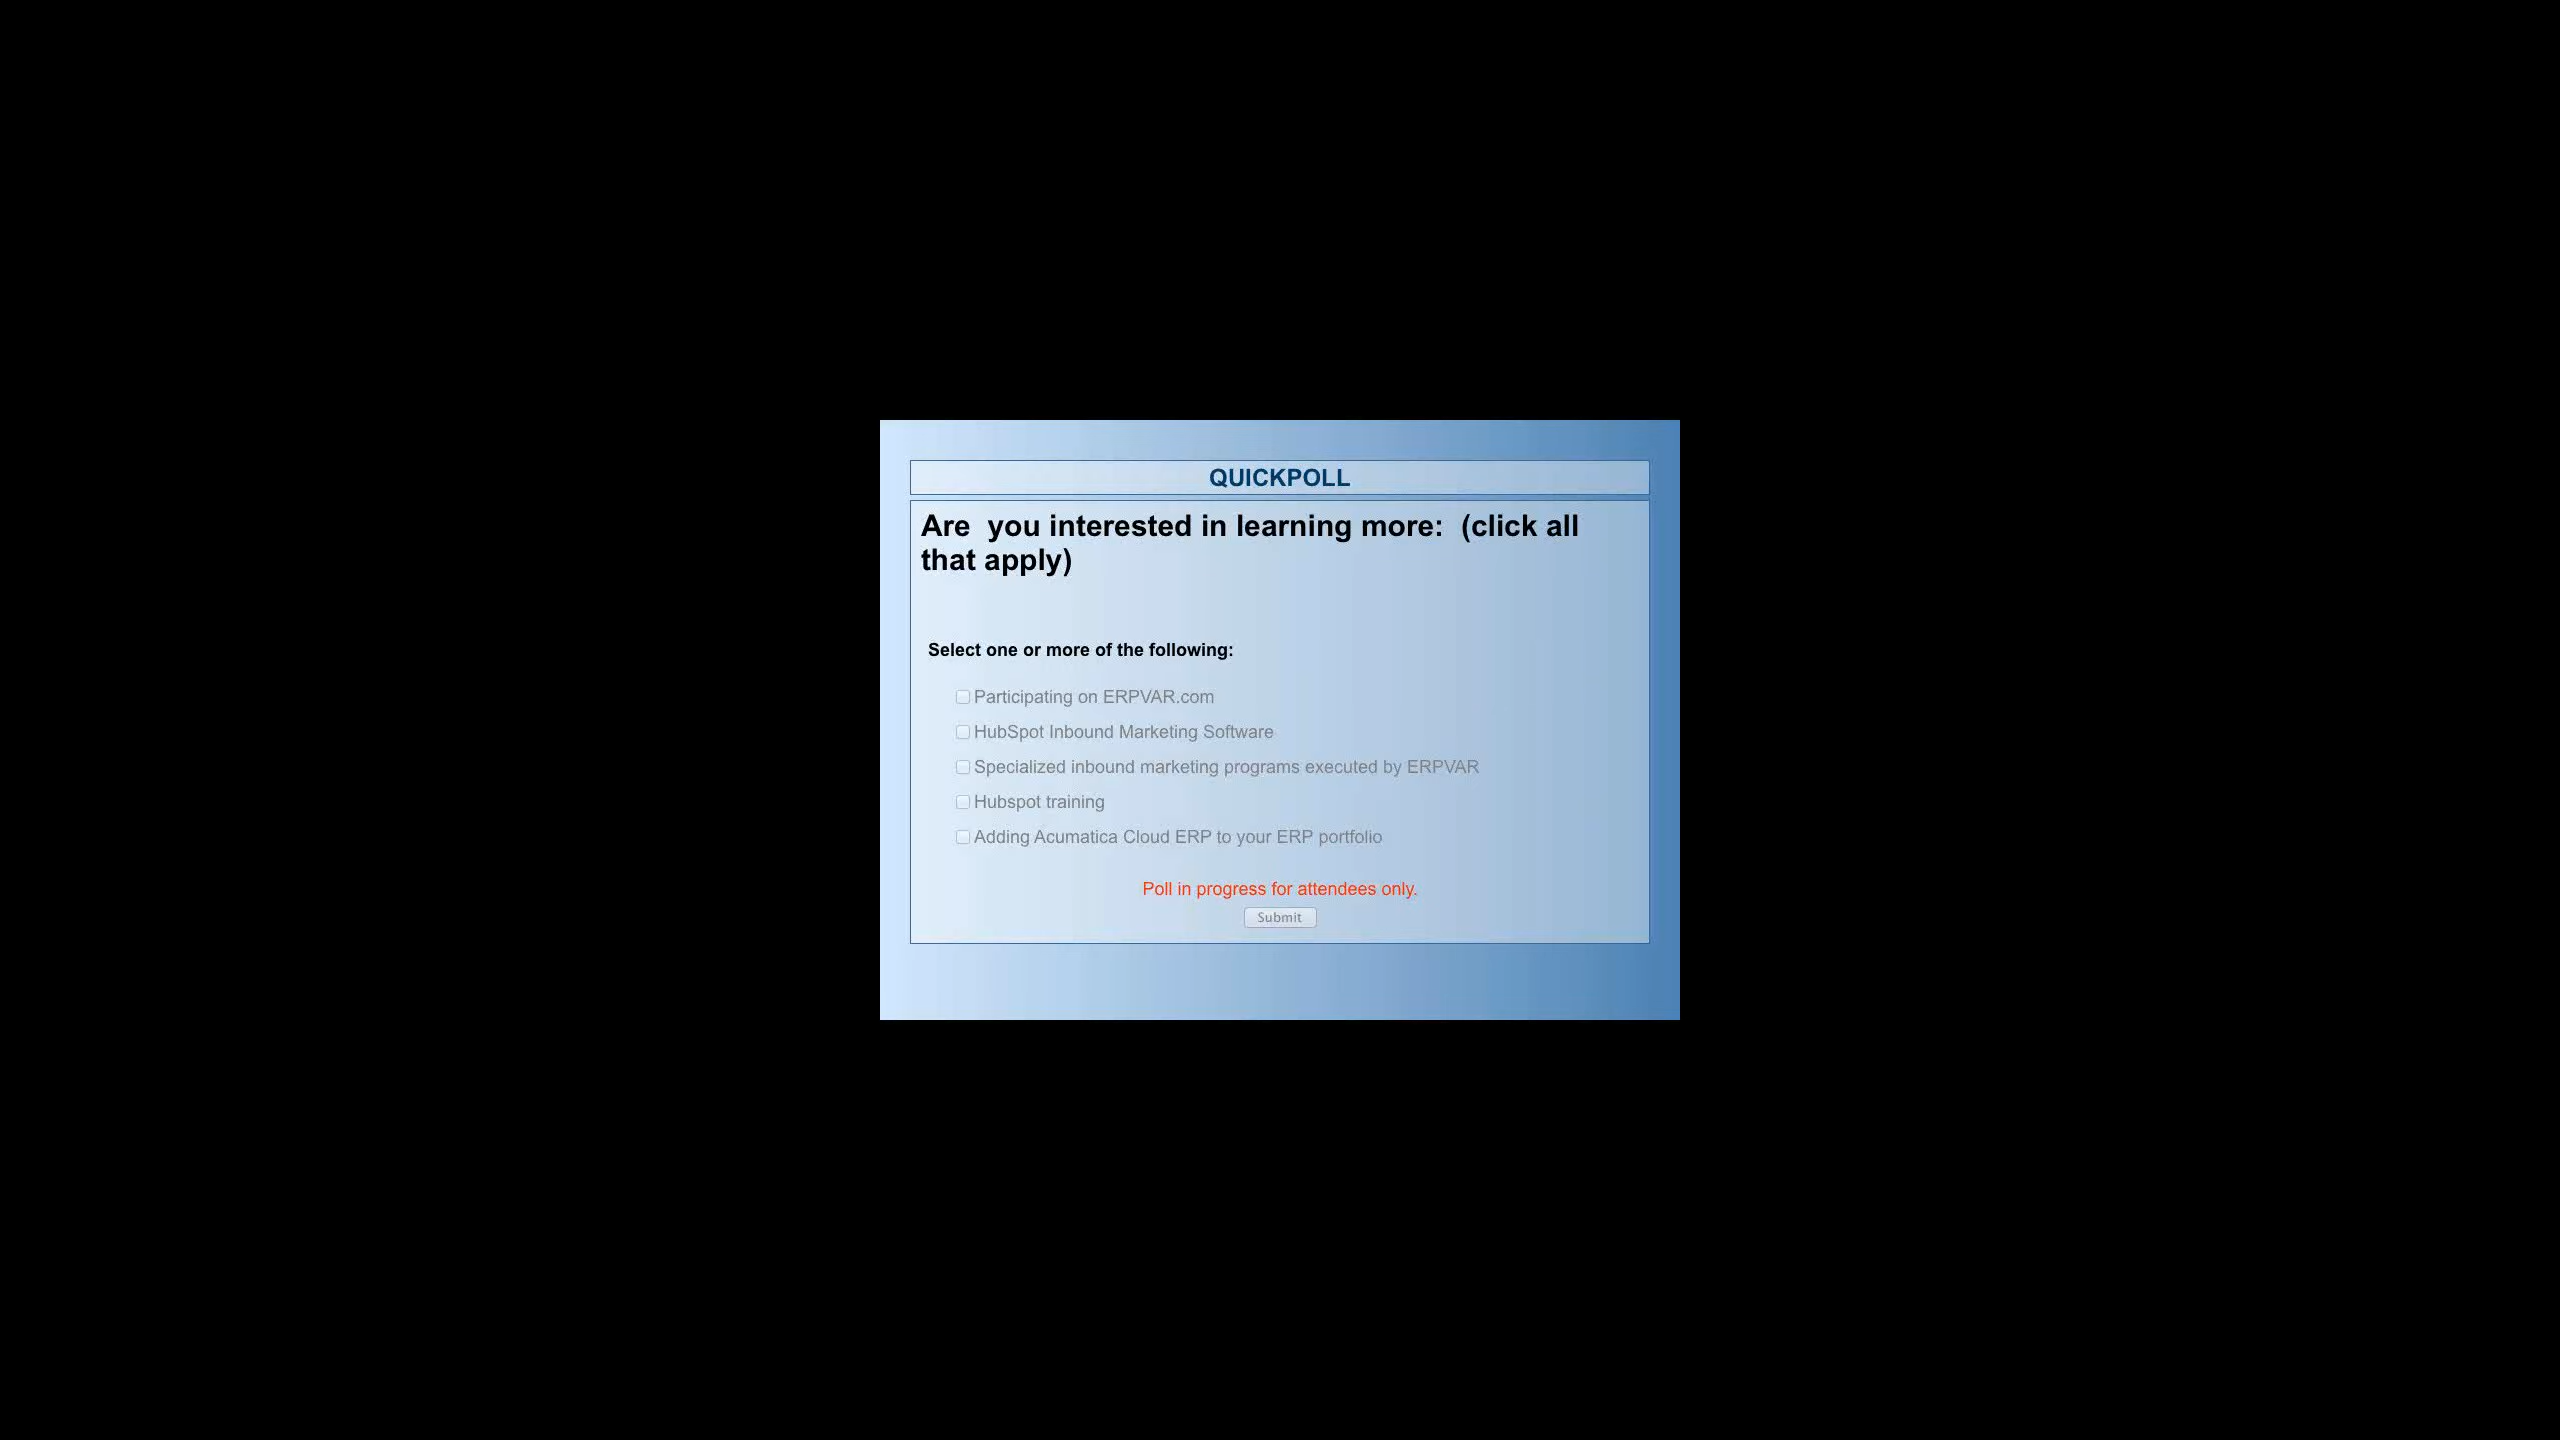 QUICKPOLL
Are  you interested in learning more:  (click all
that apply)
Select one or more of the following:
Participating on ERPVAR.com
HubSpot Inbound Marketing Software
Specialized inbound marketing programs executed by ERPVAR
Hubspot training
Adding Acumatica Cloud ERP to your ERP portfolio
Poll in progress for attendees only.
Submit